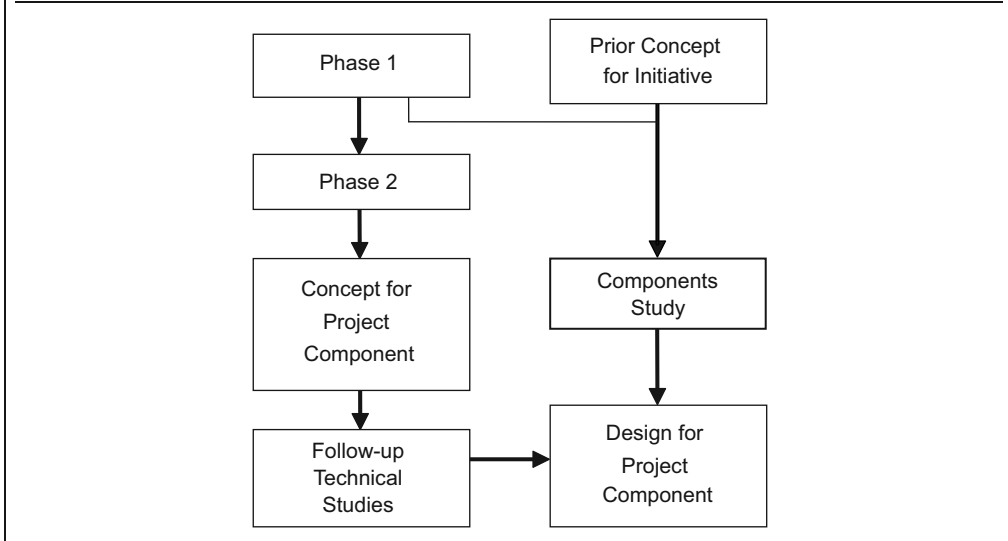 Phase 1
Prior Concept
for Initiative
Phase 2
Concept for
Project
Component
Components
Study
Follow-up
Technical
Studies
Design for
Project
Component